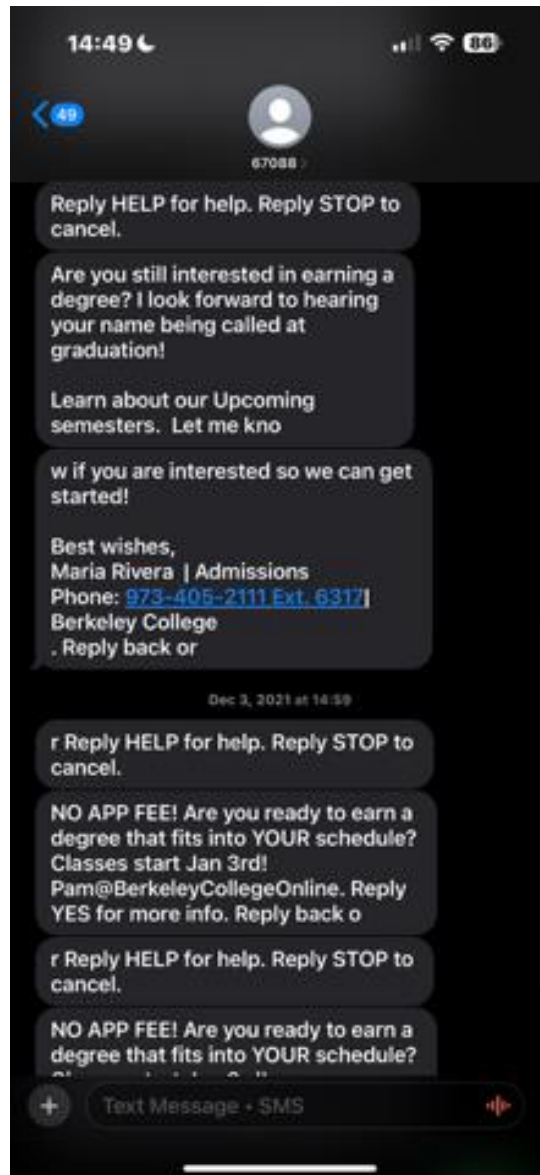 14:49
86
49
67088
Reply HELP for help. Reply STOP to
cancel.
Are you still interested in earning a
degree? I look forward to hearing
your name being called at
graduation!
Learn about our Upcoming
semesters.  Let me kno
w if you are interested so we can get
started!
Best wishes,
Maria Rivera | Admissions
Phone: 973-405-2111 Ext. 6317|
Berkeley College
. Reply back or
Dec 3, 2021 at 14:59
r Reply HELP for help. Reply STOP to
cancel.
NO APP FEE! Are you ready to earn a
degree that fits into YOUR schedule?
Classes start Jan 3rd!
Pam@BerkeleyCollegeOnline. Reply
YES for more info. Reply back o
r Reply HELP for help. Reply STOP to
cancel.
NO APP FEE! Are you ready to earn a
degree that fits into YOUR schedule?
Text Message • SMS